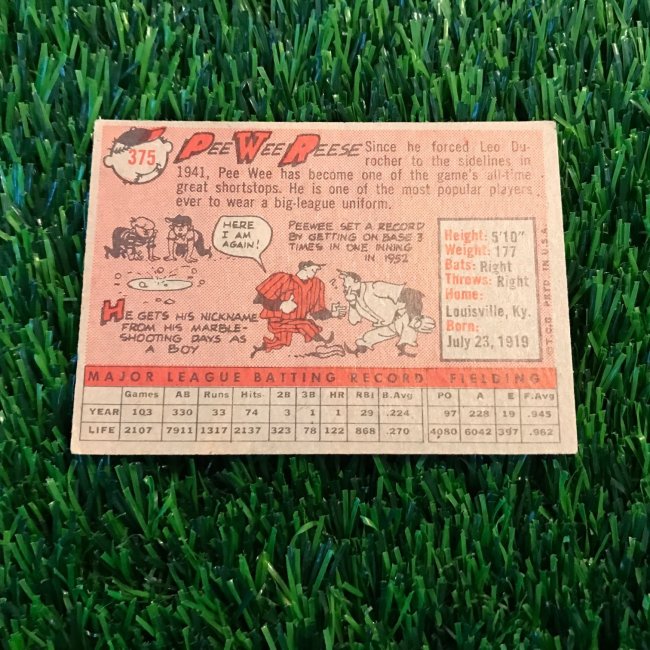 375
PEE WEE REESE Since he forced Leo Du-
rocher to the sidelines in
1941, Pee Wee has become one of the game's all-time
great shortstops. He is one of the most popular players
ever to wear a big-league uniform.
HERE
I AM
AGAIN!
PEEWEE SET A RECORD
BY GETTING ON BASE 3
TIMES IN ONE INNING
IN 1952
HE GETS HIS NICKNAME
FROM HIS MARBLE-
SHOOTING DAYS AS
A BOY
Height: 5'10"
Weight: 177
Bats: Right
Throws: Right
Home:
Louisville, Ky.
Born:
July 23, 1919
©T.C.G. PRTD. IN U.S.A.
MAJOR LEAGUE BATTING RECORD FIELDING
Games AB Runs Hits 2B 3B HR RBI B.Avg PO A E F.Avg
YEAR 103 330 33 74 3 1 1 29 .224 97 228 19 .945
LIFE 2107 7911 1317 2137 323 78 122 868 .270 4080 6042 397 .962